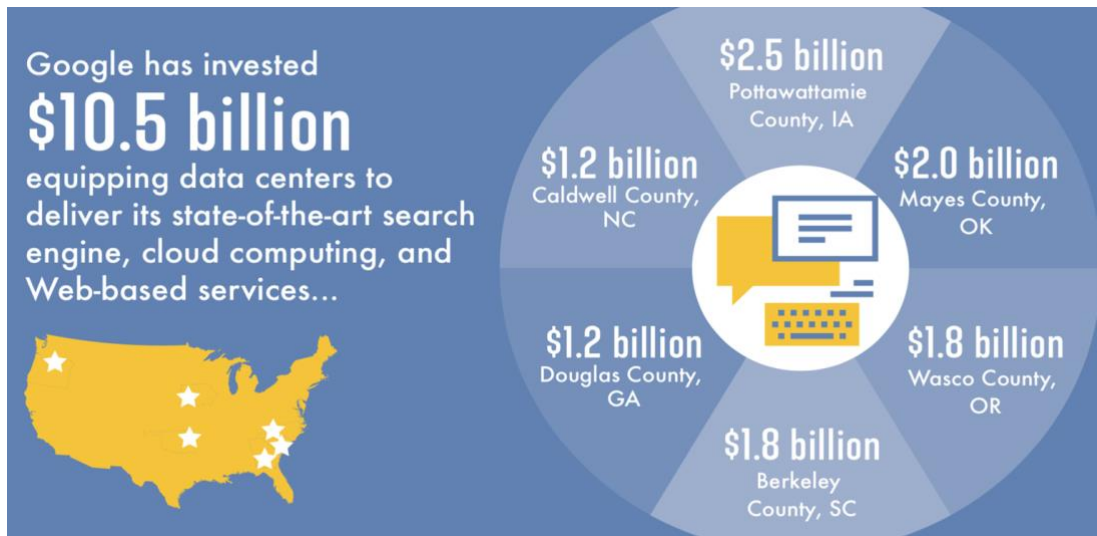 Google has invested
$10.5 billion
equipping data centers to
deliver its state-of-the-art search
engine, cloud computing, and
Web-based services...
$2.5 billion
Pottawattamie
County, IA
$2.0 billion
Mayes County,
OK
$1.8 billion
Wasco County,
OR
$1.8 billion
Berkeley
County, SC
$1.2 billion
Douglas County,
GA
$1.2 billion
Caldwell County,
NC